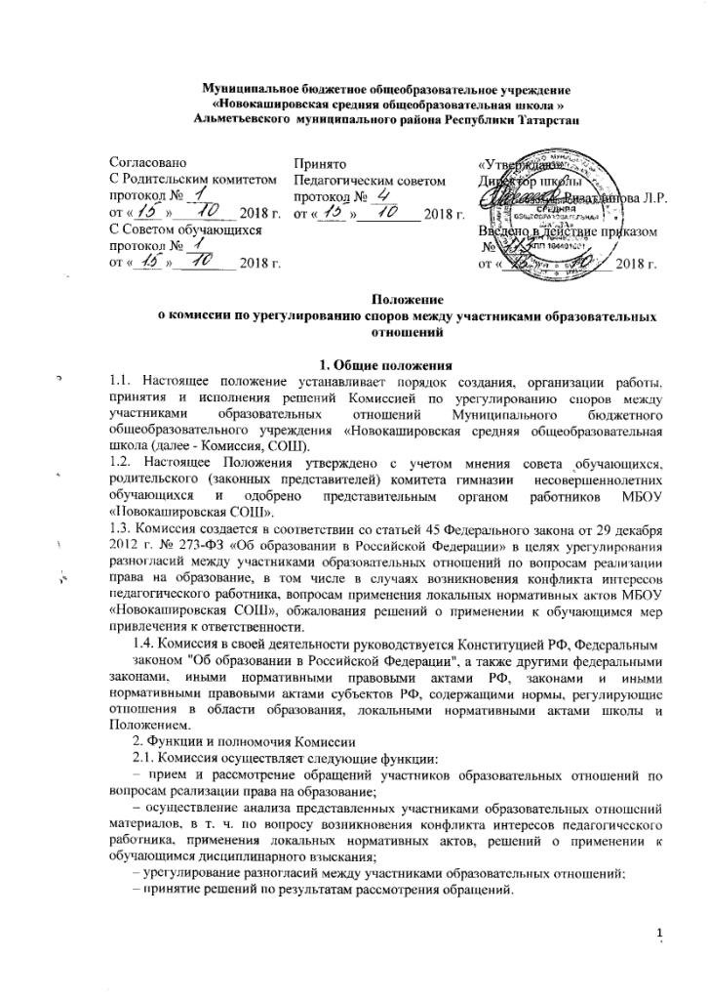 Муниципальное бюджетное общеобразовательное учреждение
«Новокашировская средняя общеобразовательная школа »
Альметьевского муниципального района Республики Татарстан
Согласовано
С Родительским комитетом
протокол № 1
от « 15 » 10 2018 г.
С Советом обучающихся
протокол № 1
от « 15 » 10 2018 г.
Принято
Педагогическим советом
протокол № 4
от « 15 » 10 2018 г.
«Утверждаю»
Директор школы
Л.Р.
СРЕДНЯЯ
ОБЩЕОБРАЗОВАТЕЛЬНАЯ
Введено в действие приказом
№
от « 15 » 10 2018 г.
Положение
о комиссии по урегулированию споров между участниками образовательных
отношений
1. Общие положения
1.1. Настоящее положение устанавливает порядок создания, организации работы,
принятия и исполнения решений Комиссией по урегулированию споров между
участниками образовательных отношений Муниципального бюджетного
общеобразовательного учреждения «Новокашировская средняя общеобразовательная
школа (далее - Комиссия, СОШ).
1.2. Настоящее Положения утверждено с учетом мнения совета обучающихся,
родительского (законных представителей) комитета гимназии несовершеннолетних
обучающихся и одобрено представительным органом работников МБОУ
«Новокашировская СОШ».
1.3. Комиссия создается в соответствии со статьей 45 Федерального закона от 29 декабря
2012 г. № 273-ФЗ «Об образовании в Российской Федерации» в целях урегулирования
разногласий между участниками образовательных отношений по вопросам реализации
права на образование, в том числе в случаях возникновения конфликта интересов
педагогического работника, вопросам применения локальных нормативных актов МБОУ
«Новокашировская СОШ», обжалования решений о применении к обучающимся мер
привлечения к ответственности.
1.4. Комиссия в своей деятельности руководствуется Конституцией РФ, Федеральным
законом "Об образовании в Российской Федерации", а также другими федеральными
законами, иными нормативными правовыми актами РФ, законами и иными
нормативными правовыми актами субъектов РФ, содержащими нормы, регулирующие
отношения в области образования, локальными нормативными актами школы и
Положением.
2. Функции и полномочия Комиссии
2.1. Комиссия осуществляет следующие функции:
– прием и рассмотрение обращений участников образовательных отношений по
вопросам реализации права на образование;
– осуществление анализа представленных участниками образовательных отношений
материалов, в т. ч. по вопросу возникновения конфликта интересов педагогического
работника, применения локальных нормативных актов, решений о применении к
обучающимся дисциплинарного взыскания;
– урегулирование разногласий между участниками образовательных отношений;
– принятие решений по результатам рассмотрения обращений.
1